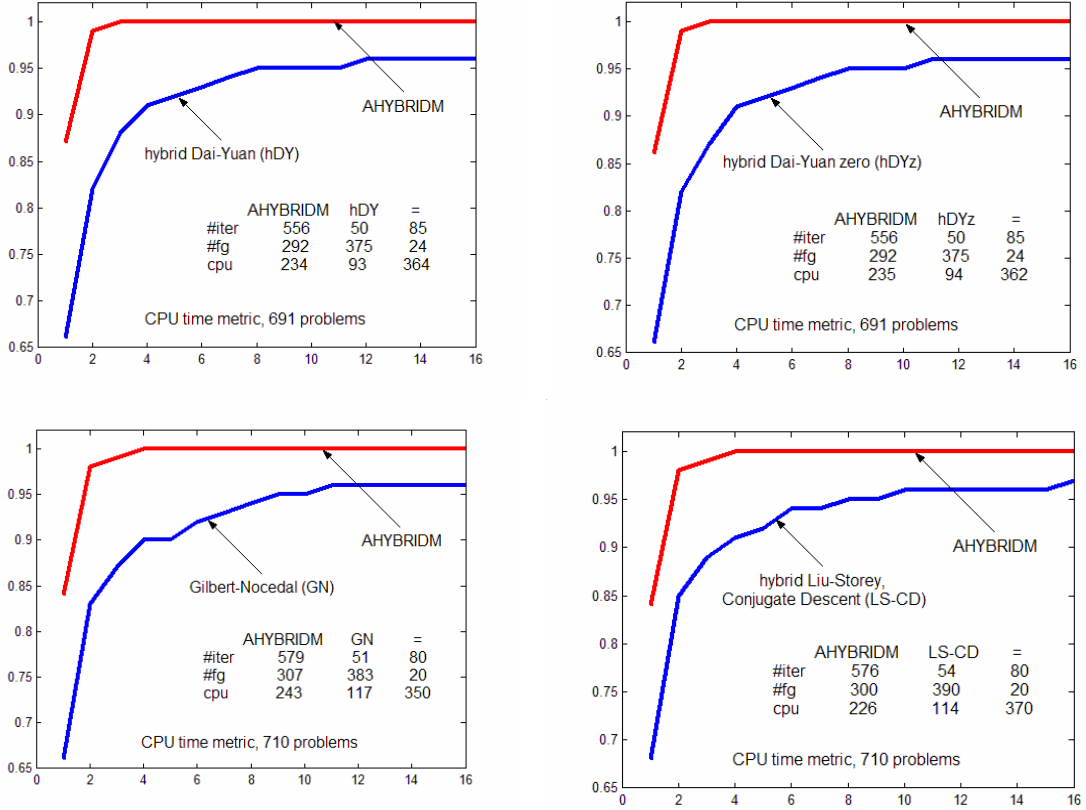 1
0.95
0.9
0.85
0.8
0.75
0.7
0.65
AHYBRIDM
hybrid Dai-Yuan (hDY)
AHYBRIDM hDY =
#iter 556 50 85
#fg 292 375 24
cpu 234 93 364
CPU time metric, 691 problems
0 2 4 6 8 10 12 14 16
1
0.95
0.9
0.85
0.8
0.75
0.7
0.65
AHYBRIDM
hybrid Dai-Yuan zero (hDYz)
AHYBRIDM hDYz =
#iter 556 50 85
#fg 292 375 24
cpu 235 94 362
CPU time metric, 691 problems
0 2 4 6 8 10 12 14 16
1
0.95
0.9
0.85
0.8
0.75
0.7
0.65
AHYBRIDM
Gilbert-Nocedal (GN)
AHYBRIDM GN =
#iter 579 51 80
#fg 307 383 20
cpu 243 117 350
CPU time metric, 710 problems
0 2 4 6 8 10 12 14 16
1
0.95
0.9
0.85
0.8
0.75
0.7
0.65
AHYBRIDM
hybrid Liu-Storey,
Conjugate Descent (LS-CD)
AHYBRIDM LS-CD =
#iter 576 54 80
#fg 300 390 20
cpu 226 114 370
CPU time metric, 710 problems
0 2 4 6 8 10 12 14 16